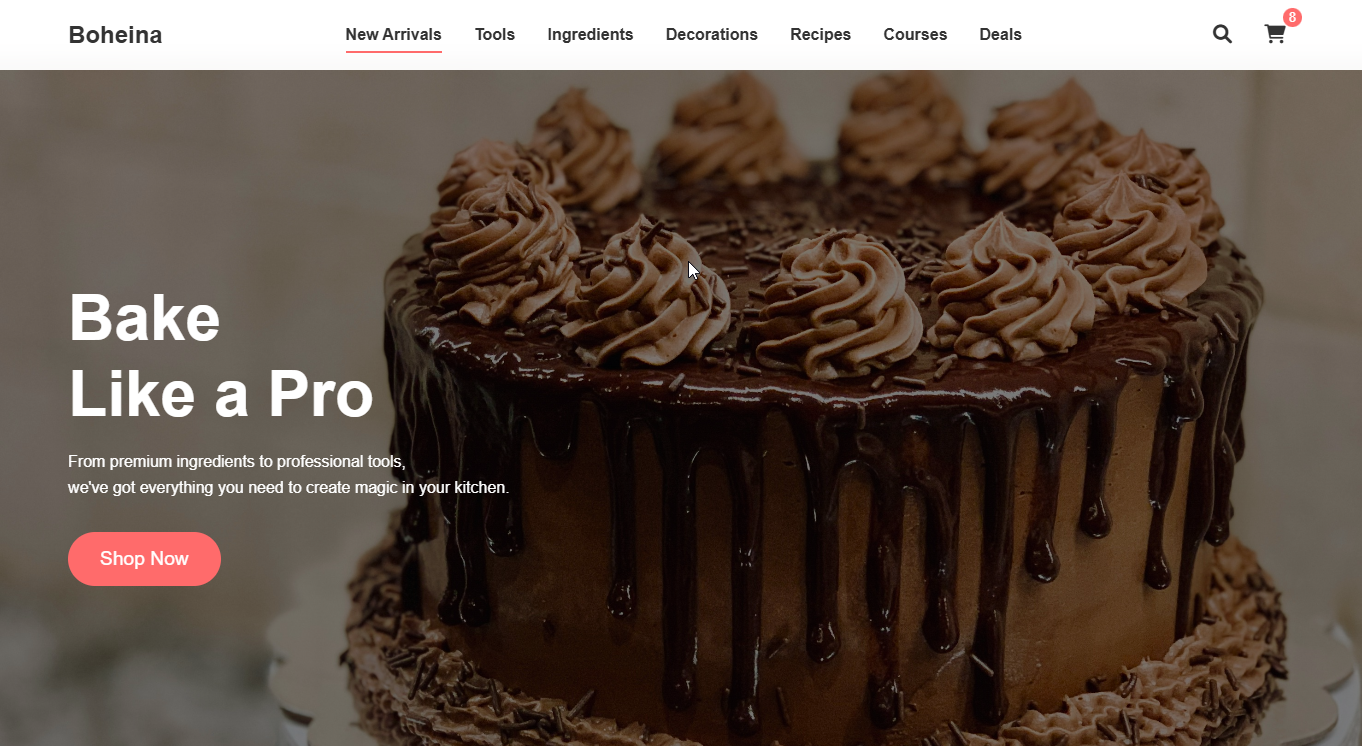 Boheina
New Arrivals Tools Ingredients Decorations Recipes Courses Deals
8
Bake
Like a Pro
From premium ingredients to professional tools,
we've got everything you need to create magic in your kitchen.
Shop Now